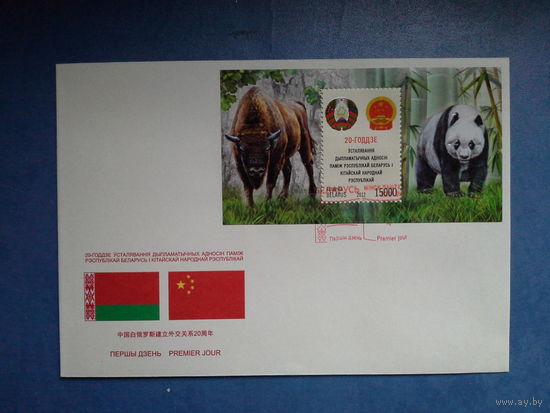 20-ГОДДЗЕ
ЎСТАЛЯВАННЯ
ДЫПЛАМАТЫЧНЫХ АДНОСІН
ПАМІЖ РЭСПУБЛІКАЙ БЕЛАРУСЬ І
КІТАЙСКАЙ НАРОДНАЙ
РЭСПУБЛІКАЙ
BELARUS 2012 15000
БЕЛАРУСЬ
Першы дзень Premier jour
20-ГОДДЗЕ ЎСТАЛЯВАННЯ ДЫПЛАМАТЫЧНЫХ АДНОСІН ПАМІЖ
РЭСПУБЛІКАЙ БЕЛАРУСЬ І КІТАЙСКАЙ НАРОДНАЙ РЭСПУБЛІКАЙ
中国白俄罗斯建立外交关系20周年
ПЕРШЫ ДЗЕНЬ PREMIER JOUR
www.ay.by